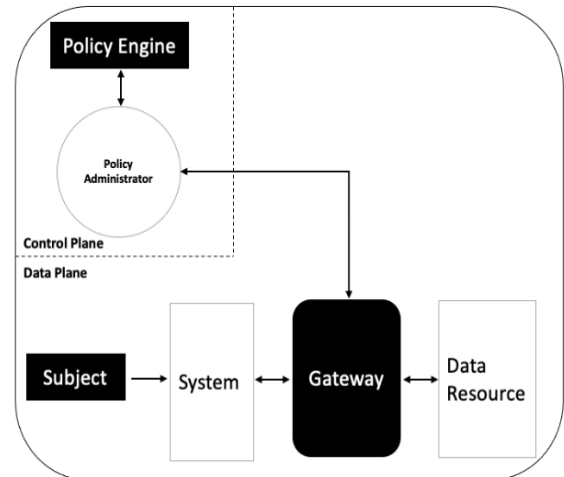 Policy Engine
Policy
Administrator
Control Plane
Data Plane
Subject
System
Gateway
Data
Resource